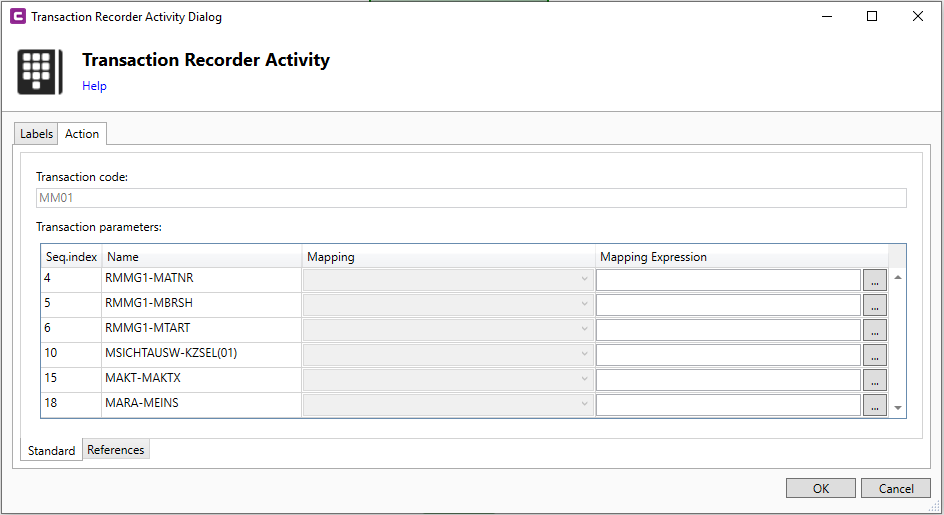 Transaction Recorder Activity Dialog
Transaction Recorder Activity
Help
Labels Action
Transaction code:
MM01
Transaction parameters:
Seq.index Name Mapping Mapping Expression
4 RMMG1-MATNR ...
5 RMMG1-MBRSH ...
6 RMMG1-MTART ...
10 MSICHTAUSW-KZSEL(01) ...
15 MAKT-MAKTX ...
18 MARA-MEINS ...
Standard References
OK Cancel